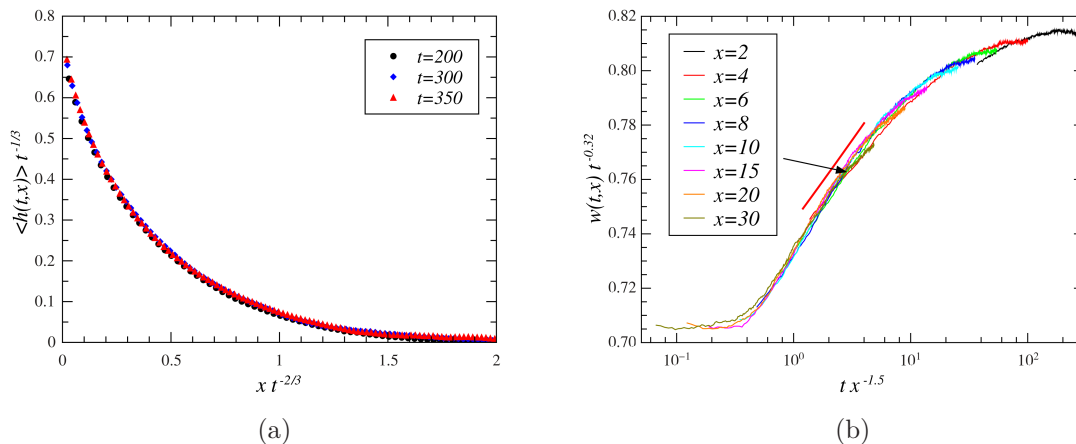 <h(t,x)> t^-1/3
0.8
0.7
0.6
0.5
0.4
0.3
0.2
0.1
0
0
0.5
1
1.5
2
x t^-2/3
t=200
t=300
t=350
(a)
w(t,x) t^-0.32
0.82
0.80
0.78
0.76
0.74
0.72
0.70
10^-1
10^0
10^1
10^2
t x^-1.5
x=2
x=4
x=6
x=8
x=10
x=15
x=20
x=30
(b)